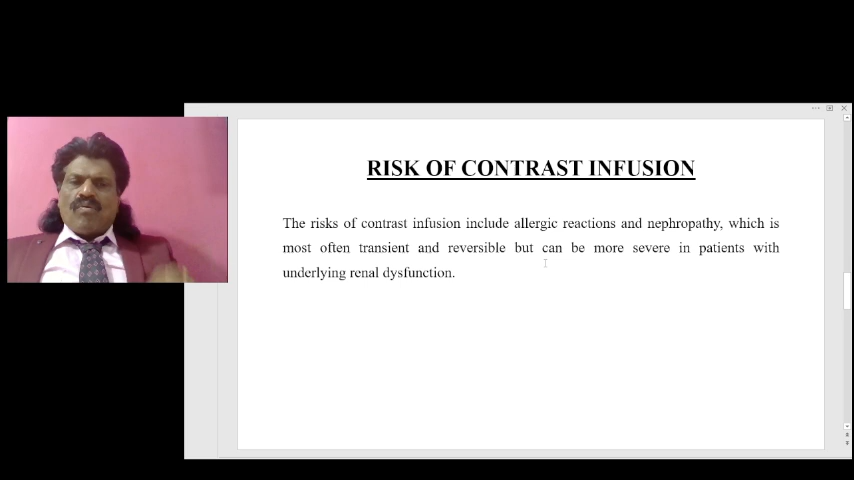 RISK OF CONTRAST INFUSION
The risks of contrast infusion include allergic reactions and nephropathy, which is
most often transient and reversible but can be more severe in patients with
underlying renal dysfunction.